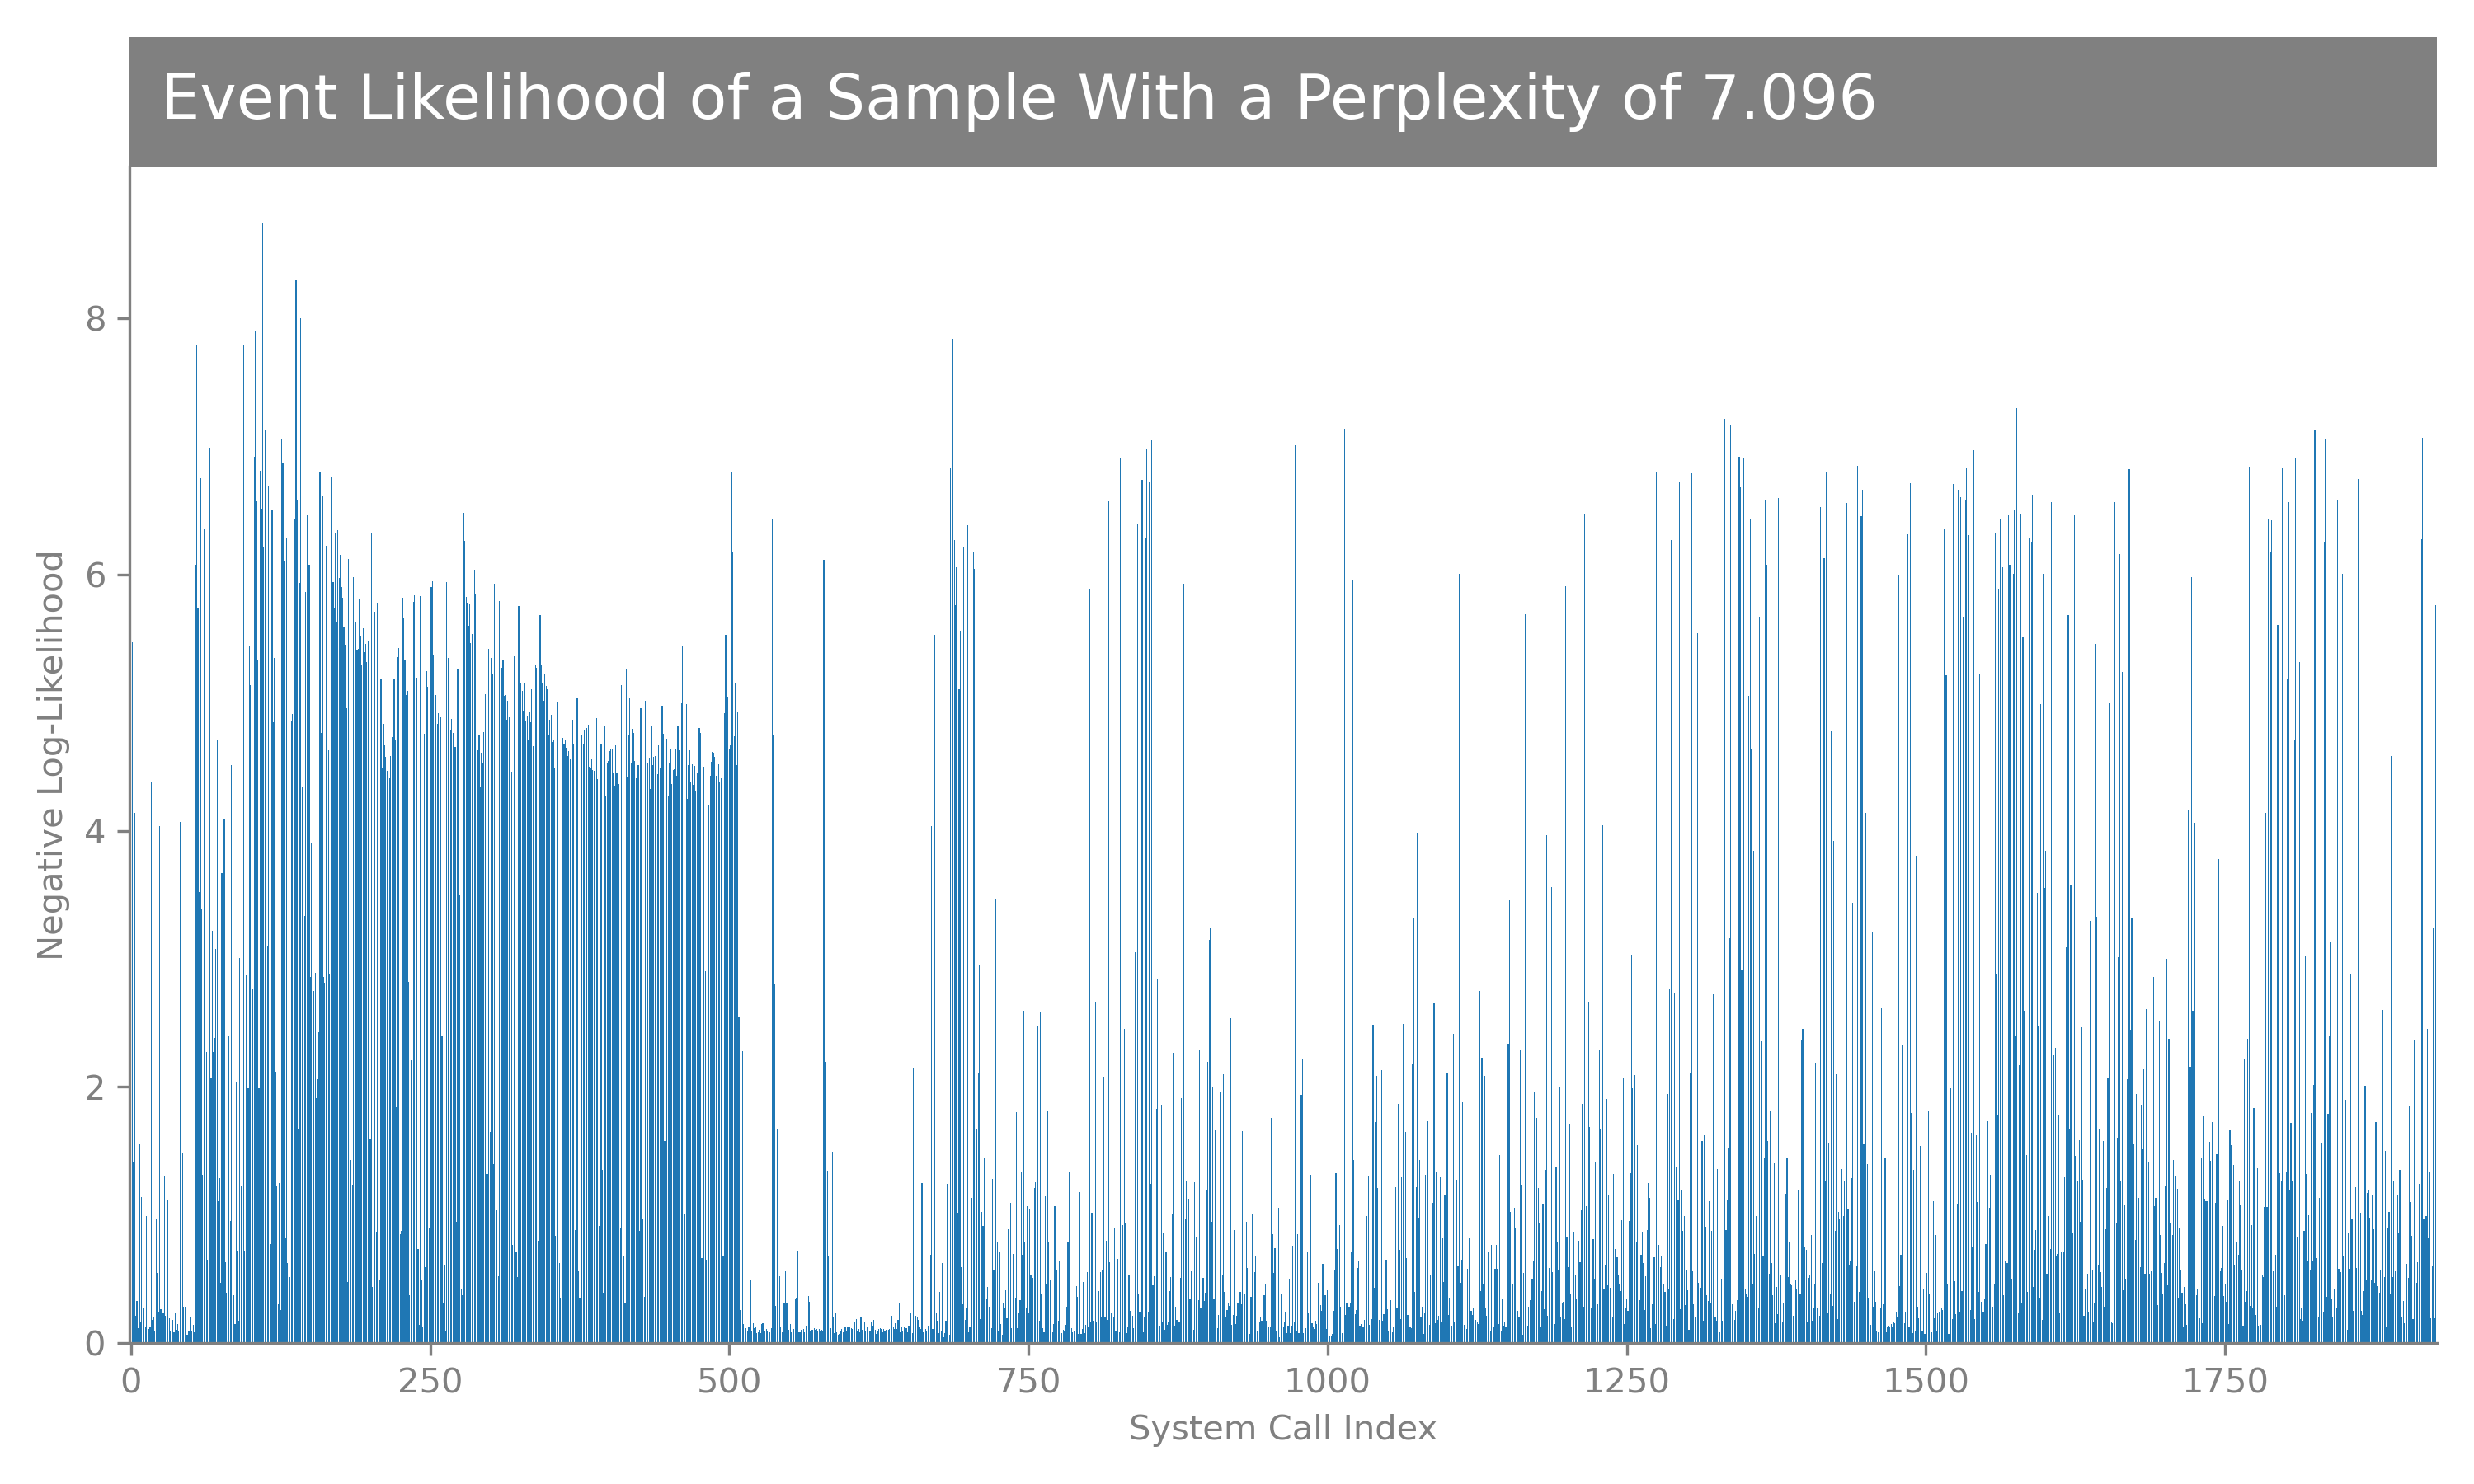 Event Likelihood of a Sample With a Perplexity of 7.096
8
6
4
2
0
Negative Log-Likelihood
0 250 500 750 1000 1250 1500 1750
System Call Index